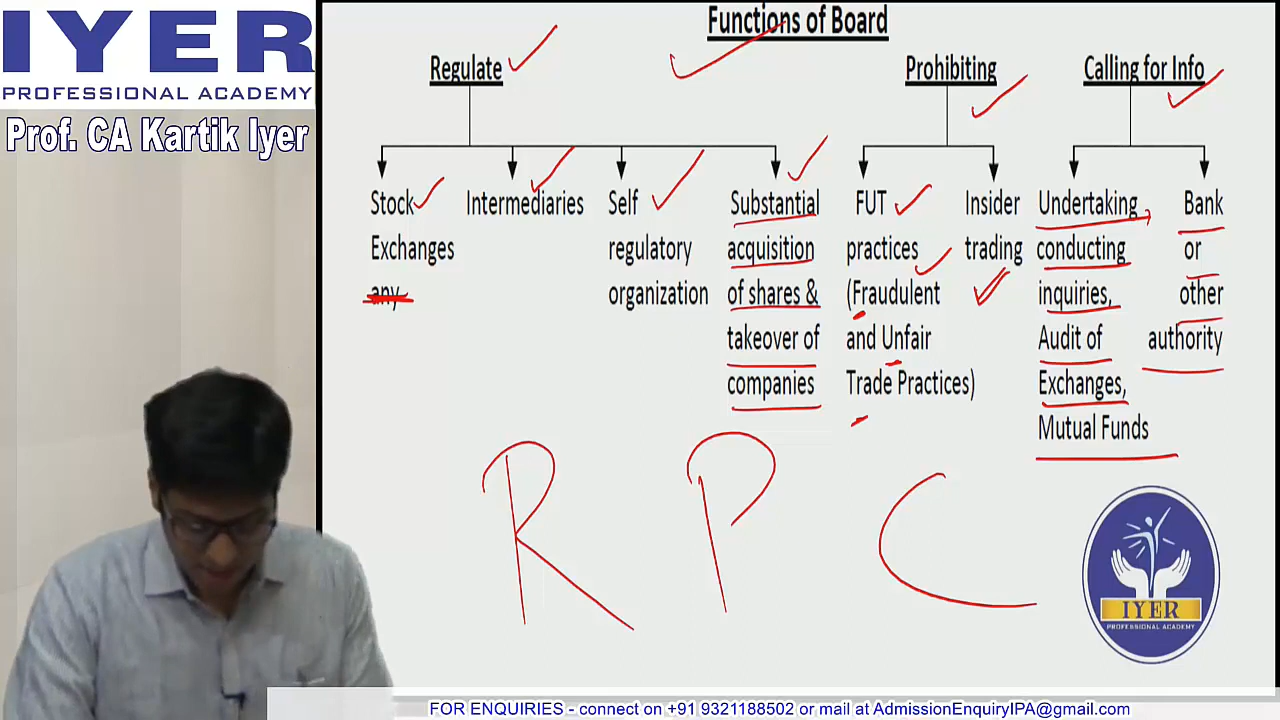 IYER
PROFESSIONAL ACADEMY
Prof. CA Kartik Iyer
Functions of Board
Regulate
Prohibiting
Calling for Info
Stock
Exchanges
any
Intermediaries
Self
regulatory
organization
Substantial
acquisition
of shares &
takeover of
companies
FUT
practices
(Fraudulent
and Unfair
Trade Practices)
Insider
trading
Undertaking
conducting
inquiries,
Audit of
Exchanges,
Mutual Funds
Bank
or
other
authority
R P C
IYER
PROFESSIONAL ACADEMY
FOR ENQUIRIES - connect on +91 9321188502 or mail at AdmissionEnquiryIPA@gmail.com